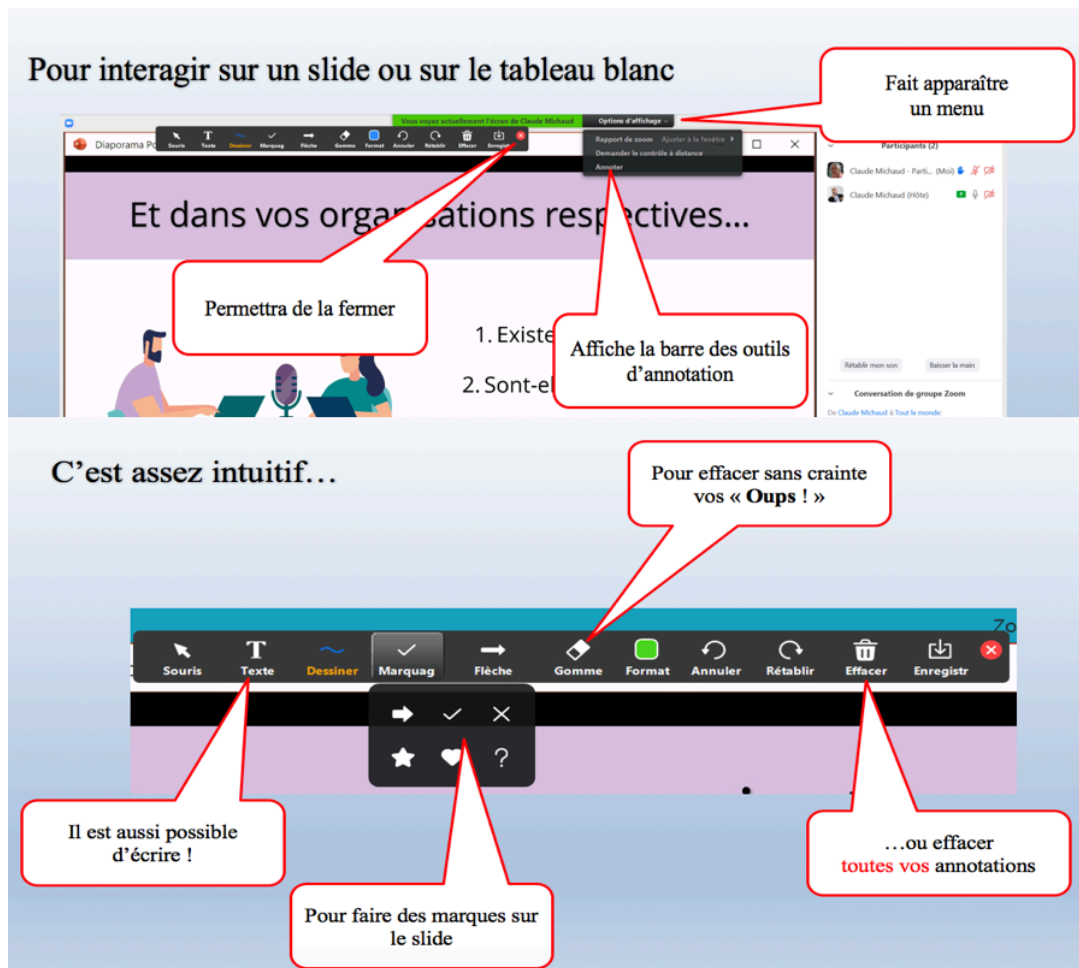 Pour interagir sur un slide ou sur le tableau blanc
Fait apparaître
un menu
Vous voyez actuellement l'écran de Claude Michaud
Options d'affichage
Diaporama Po
Souris Texte Dessiner Marquag Flèche Gomme Format Annuler Rétablir Effacer Enregistr
Rapport de zoom Ajuster à la fenêtre >
Demander le contrôle à distance
Annoter
Participants (2)
Claude Michaud - Parti... (Moi)
Claude Michaud (Hôte)
Et dans vos organisations respectives...
Permettra de la fermer
1. Existe
2. Sont-el
Affiche la barre des outils
d'annotation
Rétablir mon son Baisser la main
Conversation de groupe Zoom
De Claude Michaud à Tout le monde:
C'est assez intuitif…
Pour effacer sans crainte
vos « Oups ! »
Zo
Souris Texte Dessiner Marquag Flèche Gomme Format Annuler Rétablir Effacer Enregistr
Il est aussi possible
d'écrire !
Pour faire des marques sur
le slide
…ou effacer
toutes vos annotations